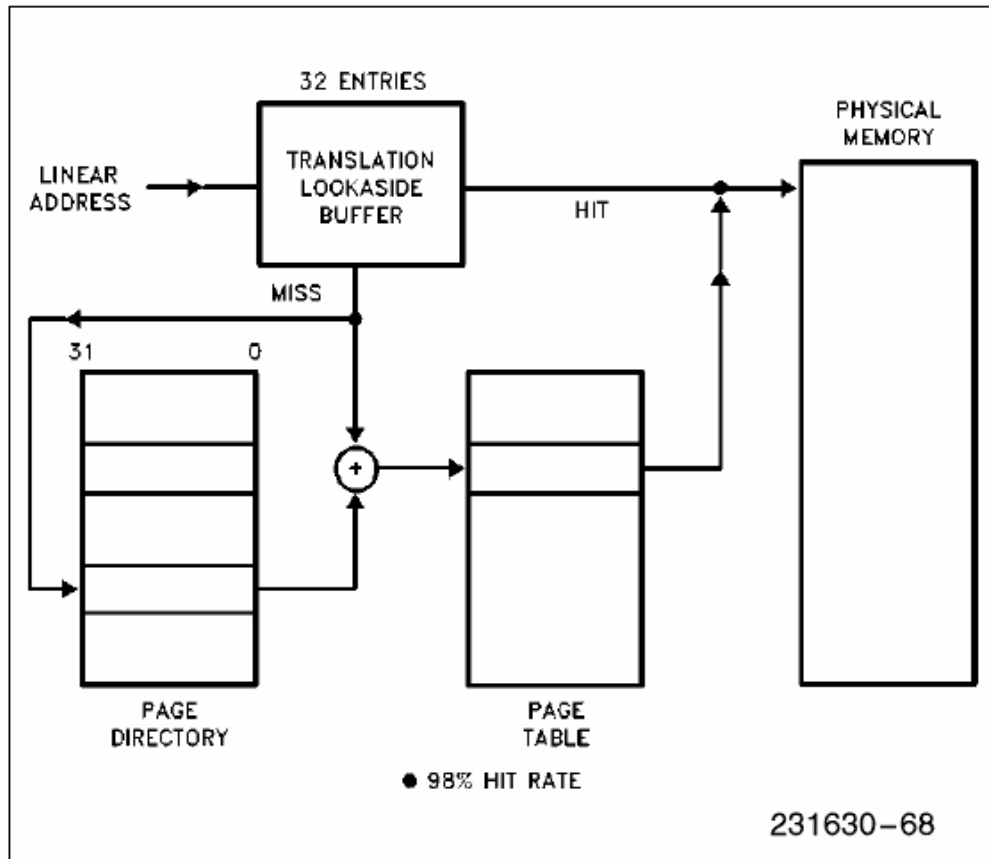 32 ENTRIES
TRANSLATION
LOOKASIDE
BUFFER
LINEAR
ADDRESS
PHYSICAL
MEMORY
HIT
MISS
31 0
+
PAGE
DIRECTORY
PAGE
TABLE
● 98% HIT RATE
231630-68